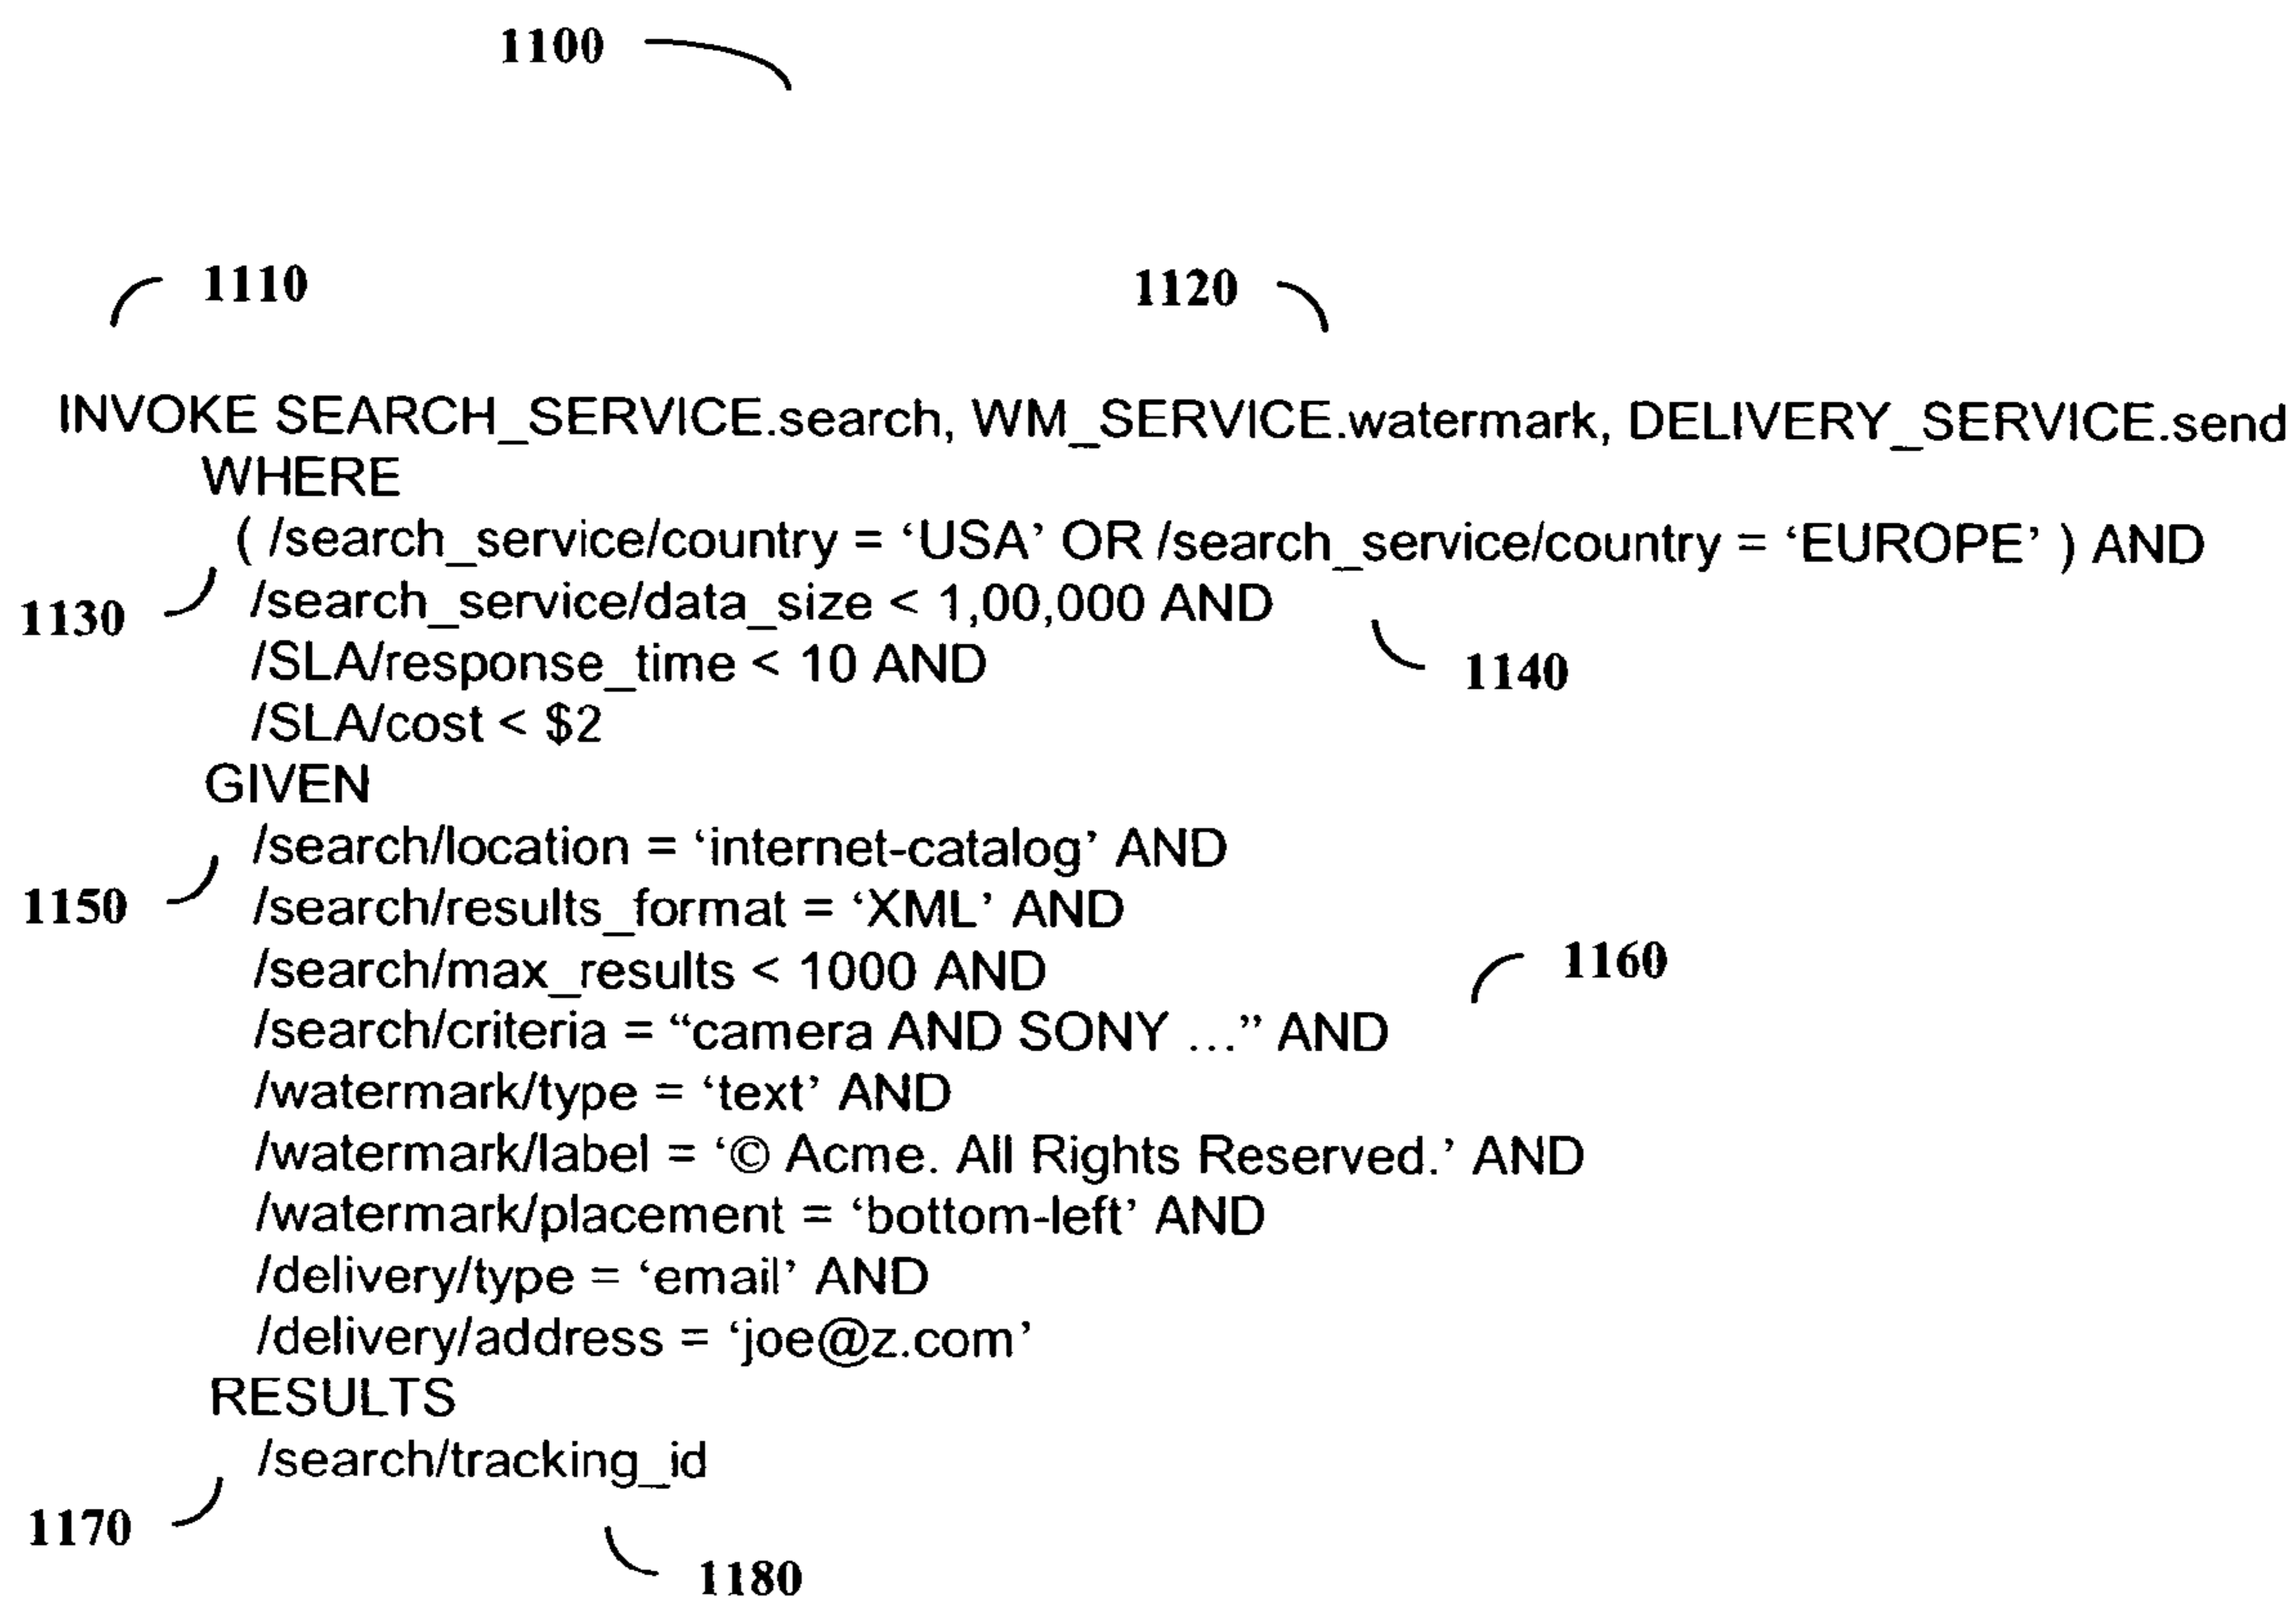 1100
1110
1120
INVOKE SEARCH_SERVICE.search, WM_SERVICE.watermark, DELIVERY_SERVICE.send
WHERE
( /search_service/country = ‘USA’ OR /search_service/country = ‘EUROPE’ ) AND
1130
/search_service/data_size < 1,00,000 AND
/SLA/response_time < 10 AND
1140
/SLA/cost < $2
GIVEN
/search/location = ‘internet-catalog’ AND
1150
/search/results_format = ‘XML’ AND
/search/max_results < 1000 AND
1160
/search/criteria = “camera AND SONY ...” AND
/watermark/type = ‘text’ AND
/watermark/label = ‘© Acme. All Rights Reserved.’ AND
/watermark/placement = ‘bottom-left’ AND
/delivery/type = ‘email’ AND
/delivery/address = ‘joe@z.com’
RESULTS
/search/tracking_id
1170
1180